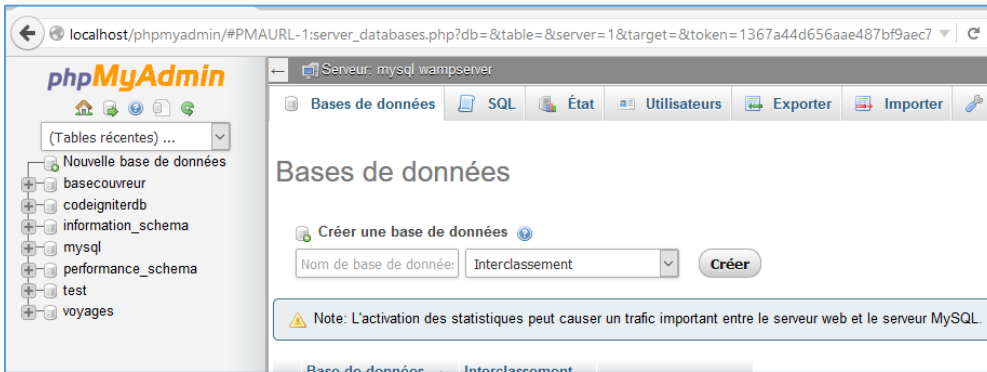 localhost/phpmyadmin/#PMAURL-1:server_databases.php?db=&table=&server=1&target=&token=1367a44d656aae487bf9aec7
phpMyAdmin
(Tables récentes) ...
Nouvelle base de données
basecouvreur
codeigniterdb
information_schema
mysql
performance_schema
test
voyages
Serveur: mysql wampserver
Bases de données SQL État Utilisateurs Exporter Importer
Bases de données
Créer une base de données
Nom de base de donnée: Interclassement Créer
Note: L'activation des statistiques peut causer un trafic important entre le serveur web et le serveur MySQL.
Base de données Interclassement